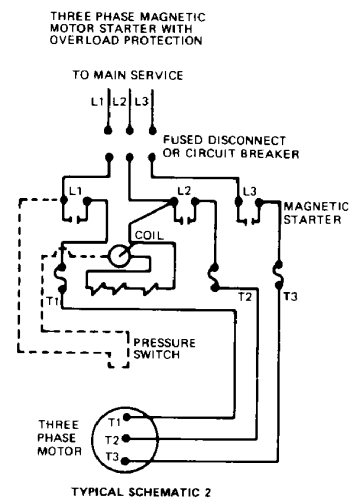 THREE PHASE MAGNETIC
MOTOR STARTER WITH
OVERLOAD PROTECTION
TO MAIN SERVICE
L1 L2 L3
FUSED DISCONNECT
OR CIRCUIT BREAKER
L1 L2 L3
MAGNETIC
STARTER
COIL
T1 T2 T3
PRESSURE
SWITCH
THREE
PHASE
MOTOR
T1
T2
T3
TYPICAL SCHEMATIC 2